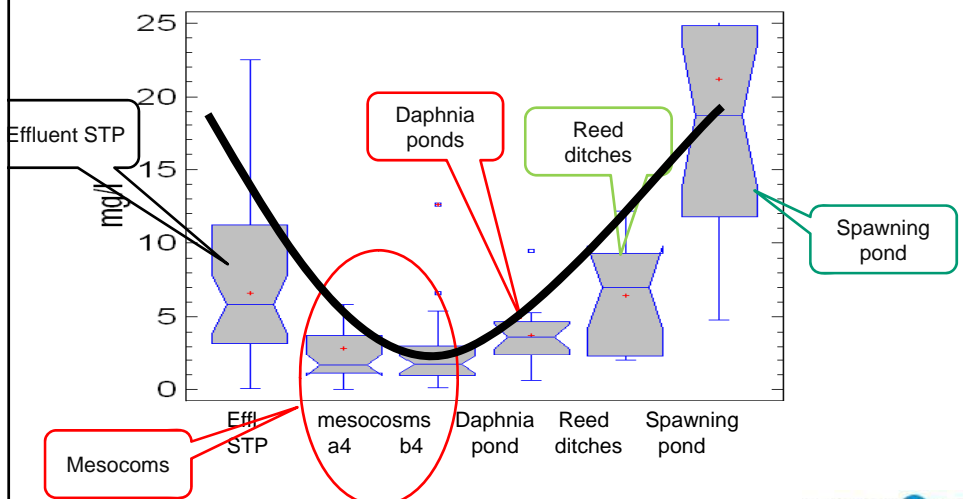 25
20
15
10
5
0
mg/l
Effluent STP
Daphnia
ponds
Reed
ditches
Spawning
pond
Mesocoms
Effl mesocosms Daphnia Reed Spawning
STP a4 b4 pond ditches pond